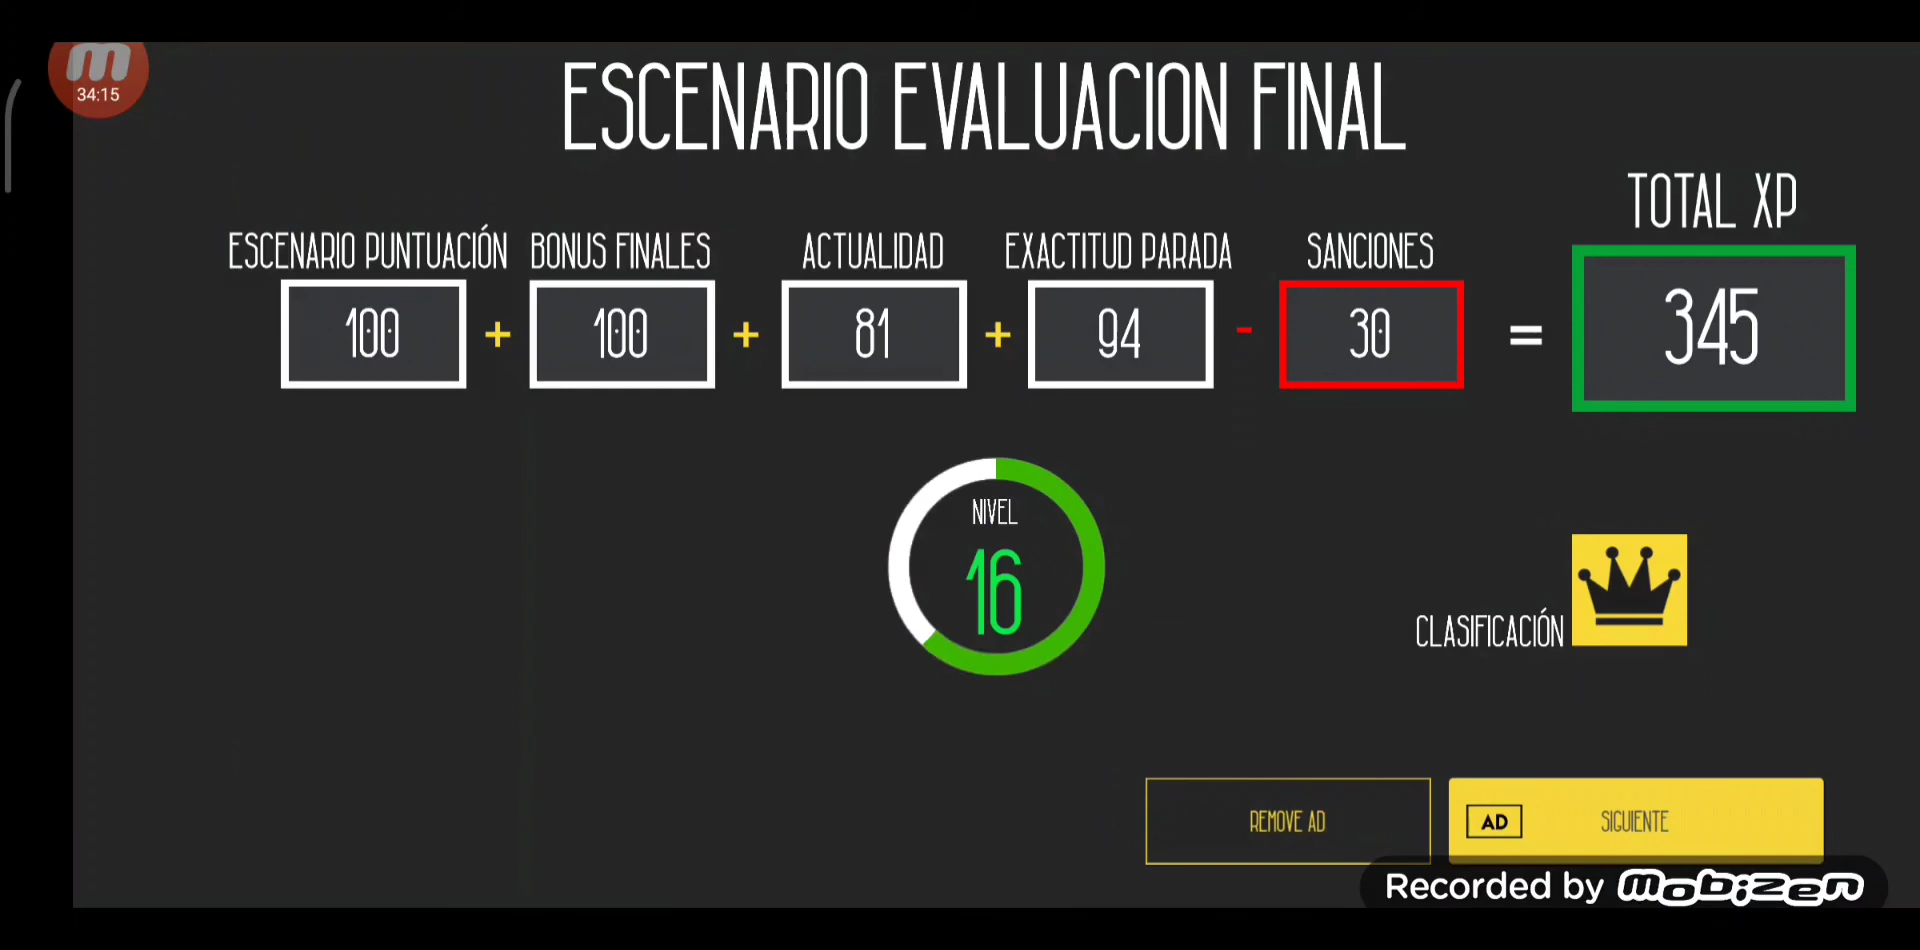 m
34:15
ESCENARIO EVALUACION FINAL
TOTAL XP
ESCENARIO PUNTUACIÓN BONUS FINALES ACTUALIDAD EXACTITUD PARADA SANCIONES
100 + 100 + 81 + 94 - 30 = 345
NIVEL
16
CLASIFICACIÓN
REMOVE AD
AD SIGUIENTE
Recorded by mobizen